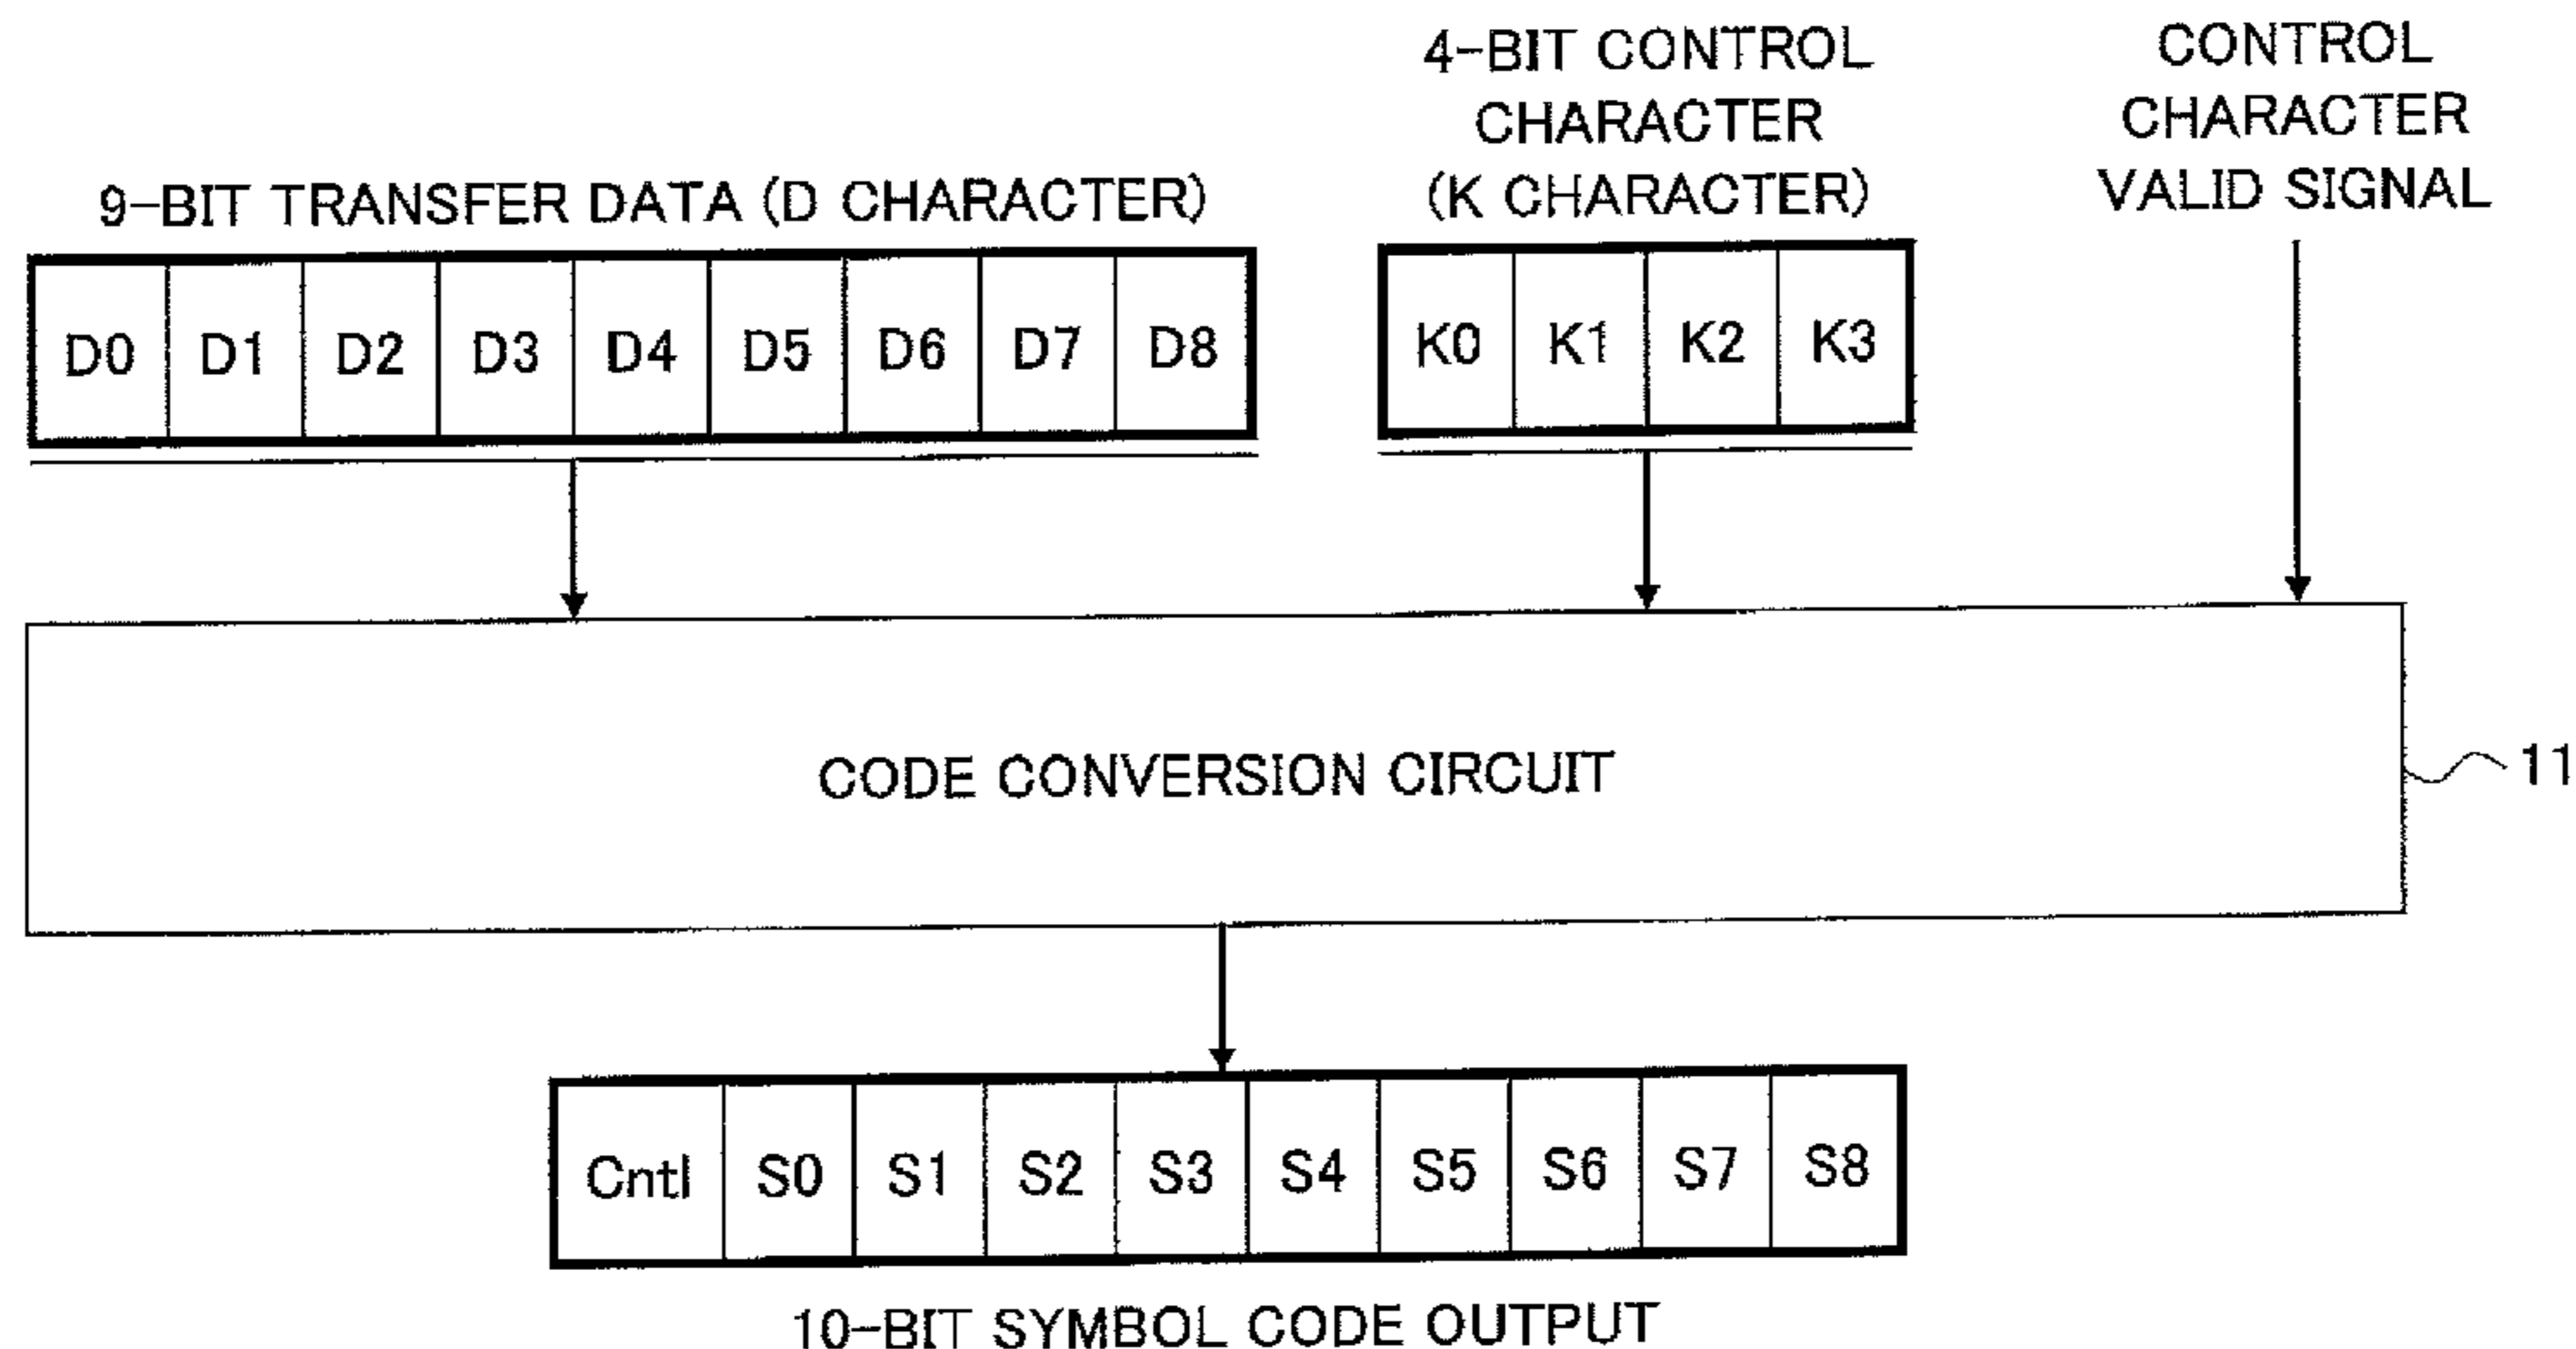 4-BIT CONTROL
CHARACTER
(K CHARACTER)
CONTROL
CHARACTER
VALID SIGNAL
9-BIT TRANSFER DATA (D CHARACTER)
D0 D1 D2 D3 D4 D5 D6 D7 D8
K0 K1 K2 K3
CODE CONVERSION CIRCUIT
11
Cntl S0 S1 S2 S3 S4 S5 S6 S7 S8
10-BIT SYMBOL CODE OUTPUT